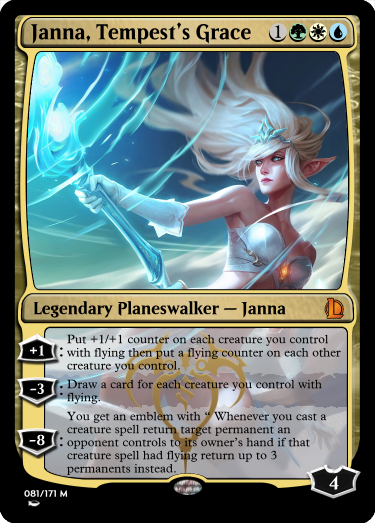 Janna, Tempest's Grace 1
Legendary Planeswalker — Janna
+1: Put +1/+1 counter on each creature you control
with flying then put a flying counter on each other
creature you control.
-3: Draw a card for each creature you control with
flying.
You get an emblem with “ Whenever you cast a
creature spell return target permanent an
-8: opponent controls to its owner's hand if that
creature spell had flying return up to 3
permanents instead.
4
081/171 M